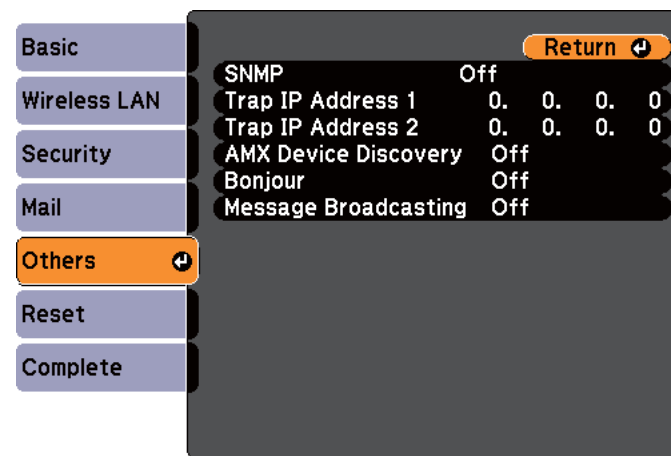 Basic
Wireless LAN
Security
Mail
Others
Reset
Complete
Return
SNMP Off
Trap IP Address 1 0. 0. 0. 0
Trap IP Address 2 0. 0. 0. 0
AMX Device Discovery Off
Bonjour Off
Message Broadcasting Off